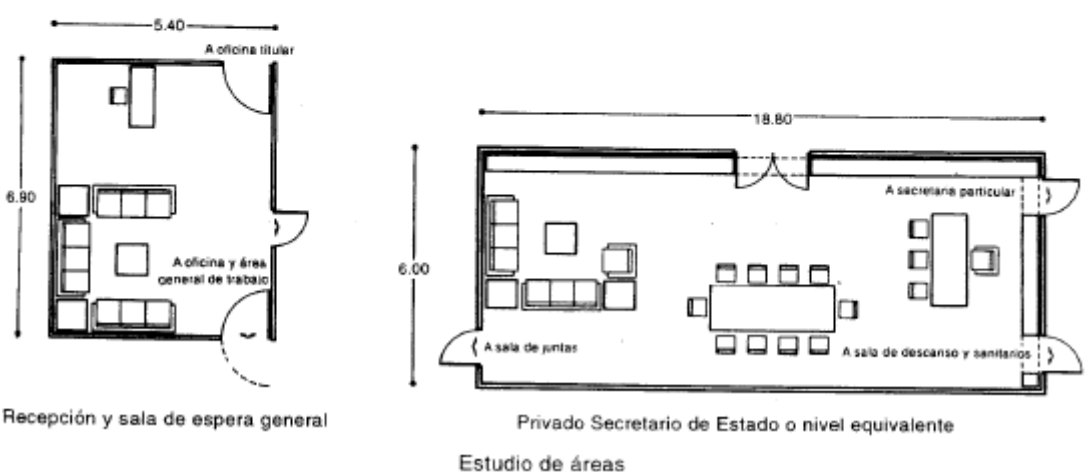 5.40
A oficina titular
6.90
A oficina y área
general de trabajo
Recepción y sala de espera general
18.80
A secretaria particular
6.00
A sala de juntas
A sala de descanso y sanitarios
Privado Secretario de Estado o nivel equivalente
Estudio de áreas